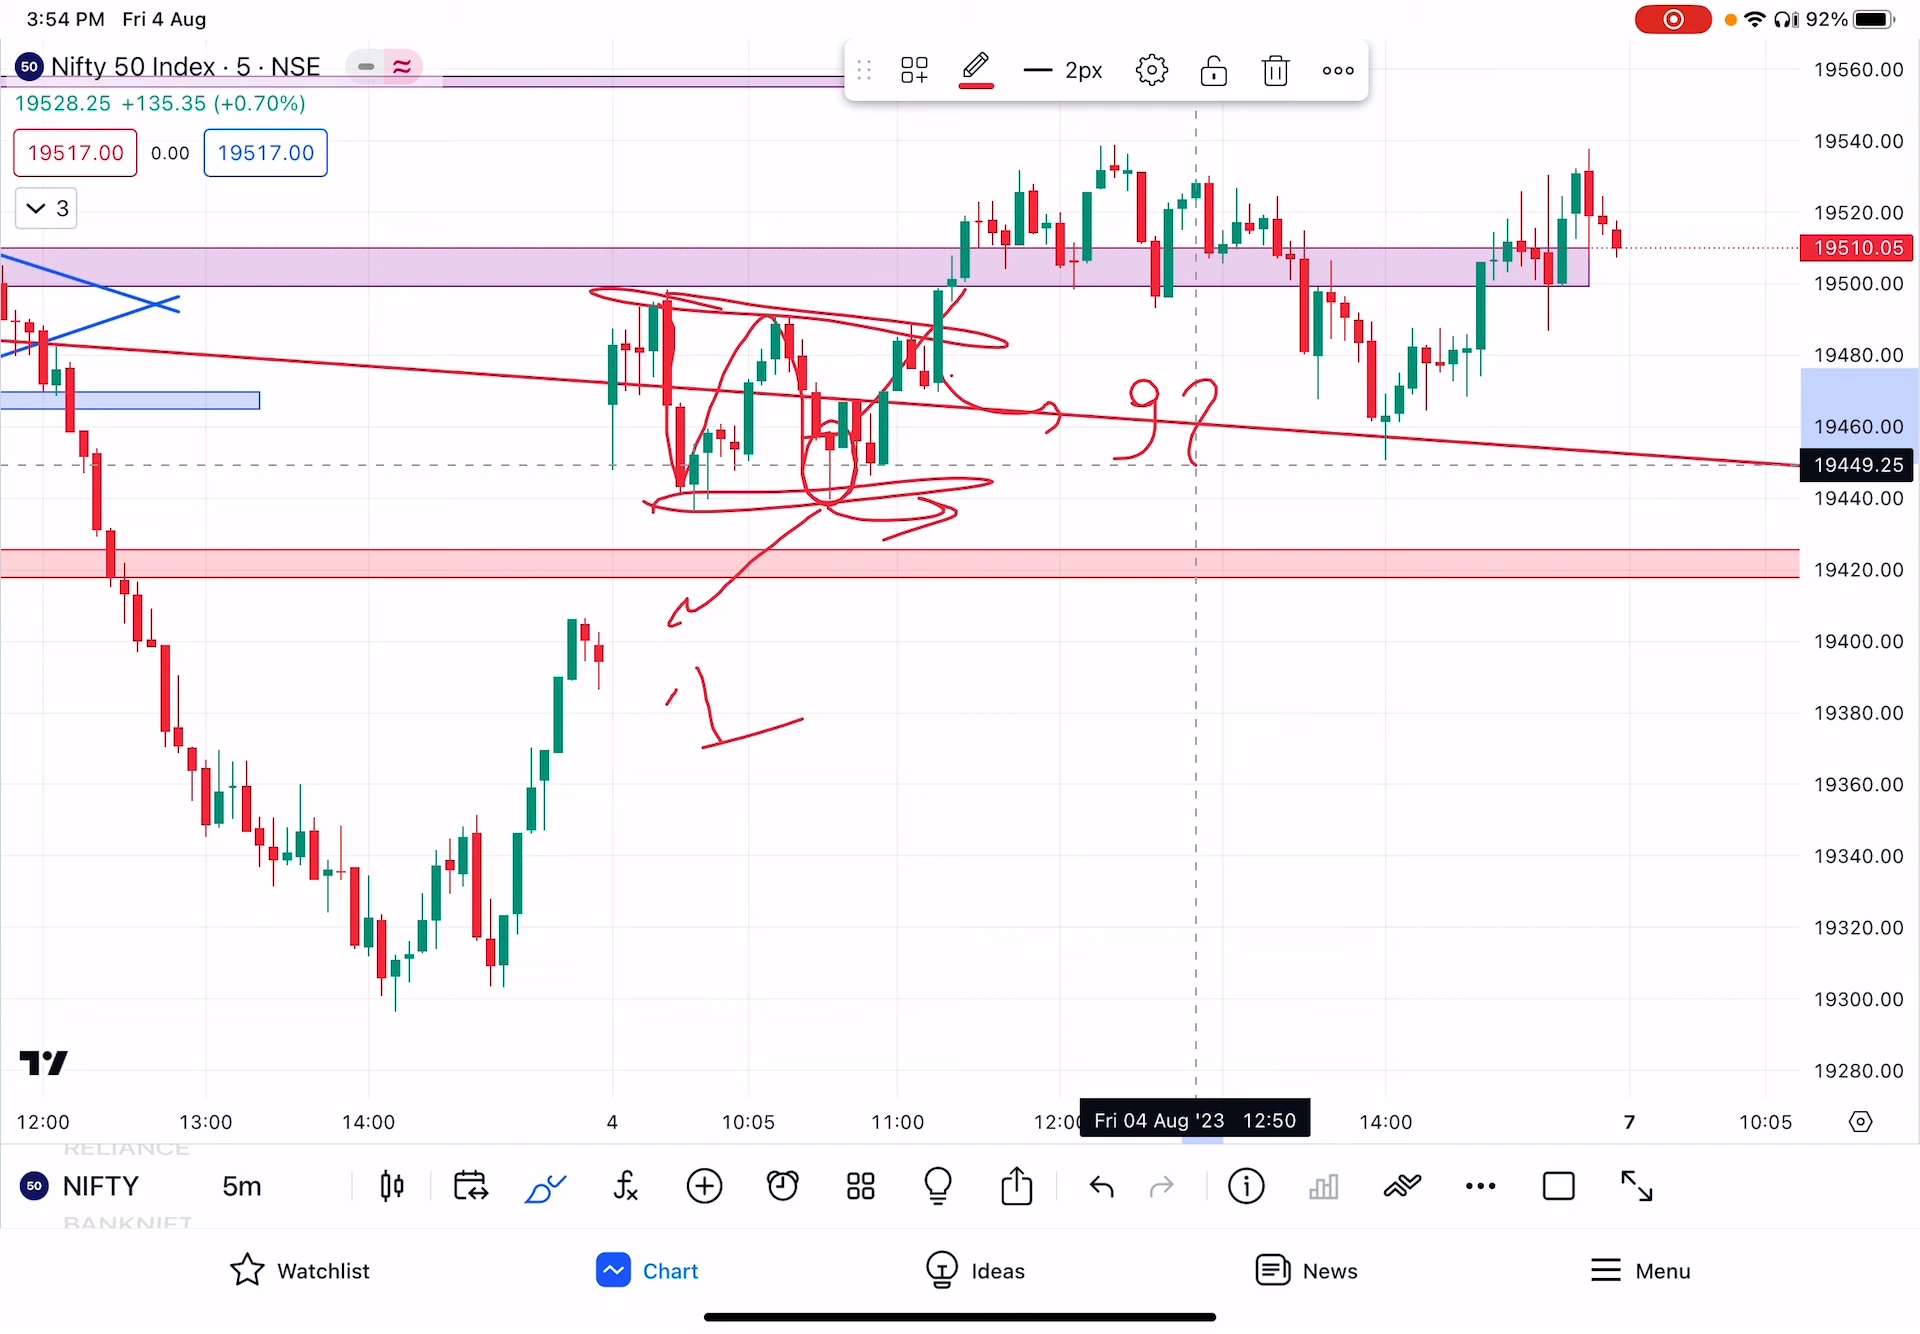 3:54 PM Fri 4 Aug 92%
50 Nifty 50 Index · 5 · NSE
19528.25 +135.35 (+0.70%)
19517.00 0.00 19517.00
3
2px
19560.00
19540.00
19520.00
19510.05
19500.00
19480.00
19460.00
19449.25
19440.00
19420.00
19400.00
19380.00
19360.00
19340.00
19320.00
19300.00
19280.00
12:00 13:00 14:00 4 10:05 11:00 12:00 Fri 04 Aug '23 12:50 14:00 7 10:05
RELIANCE
50 NIFTY 5m
BANKNIFT
Watchlist Chart Ideas News Menu